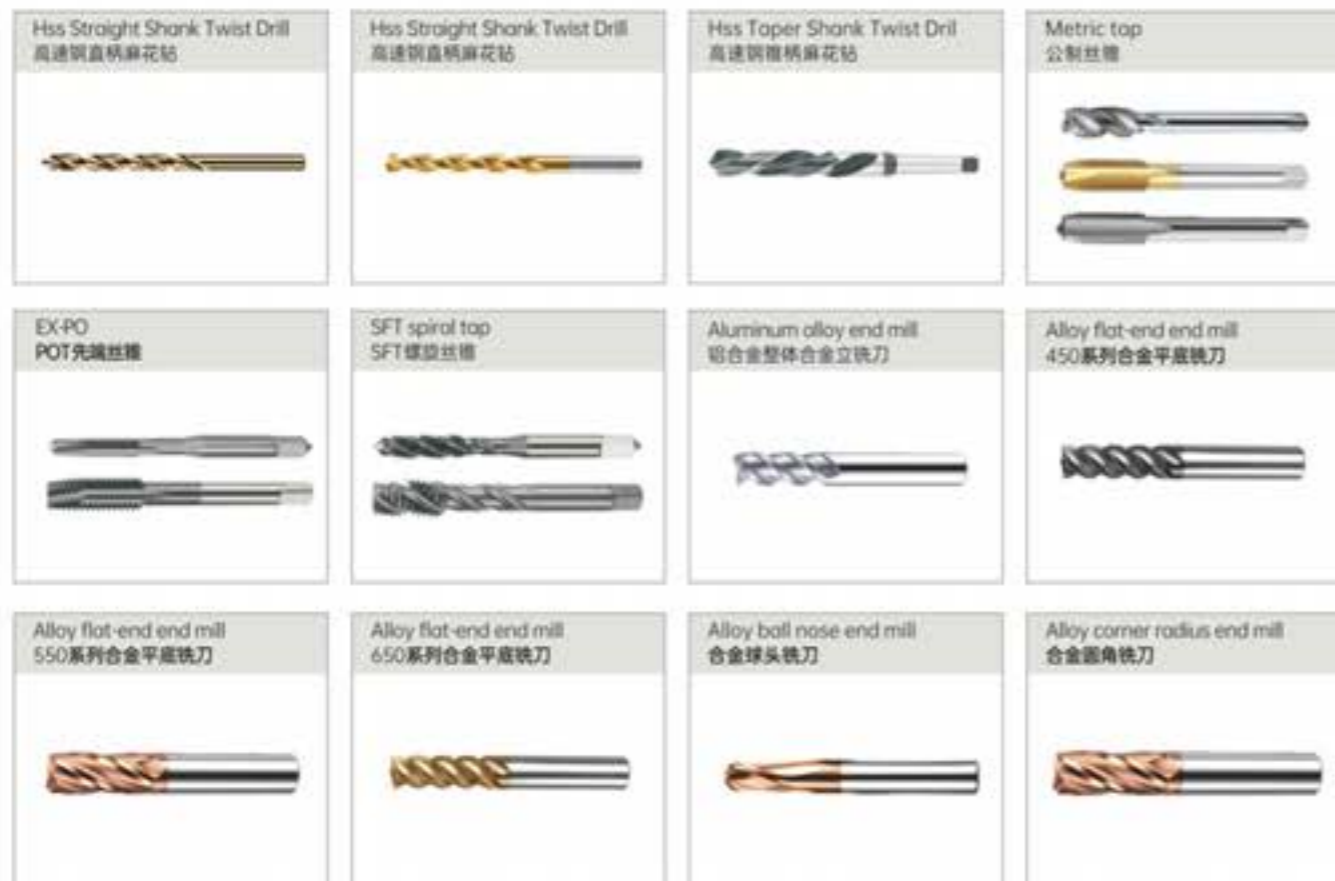 Hss Straight Shank Twist Drill
高速钢直柄麻花钻
Hss Straight Shank Twist Drill
高速钢直柄麻花钻
Hss Taper Shank Twist Dril
高速钢锥柄麻花钻
Metric tap
公制丝锥
EX-PO
POT先端丝锥
SFT spiral tap
SFT螺旋丝锥
Aluminum alloy end mill
铝合金整体合金立铣刀
Alloy flat-end end mill
450系列合金平底铣刀
Alloy flat-end end mill
550系列合金平底铣刀
Alloy flat-end end mill
650系列合金平底铣刀
Alloy ball nose end mill
合金球头铣刀
Alloy corner radius end mill
合金圆角铣刀